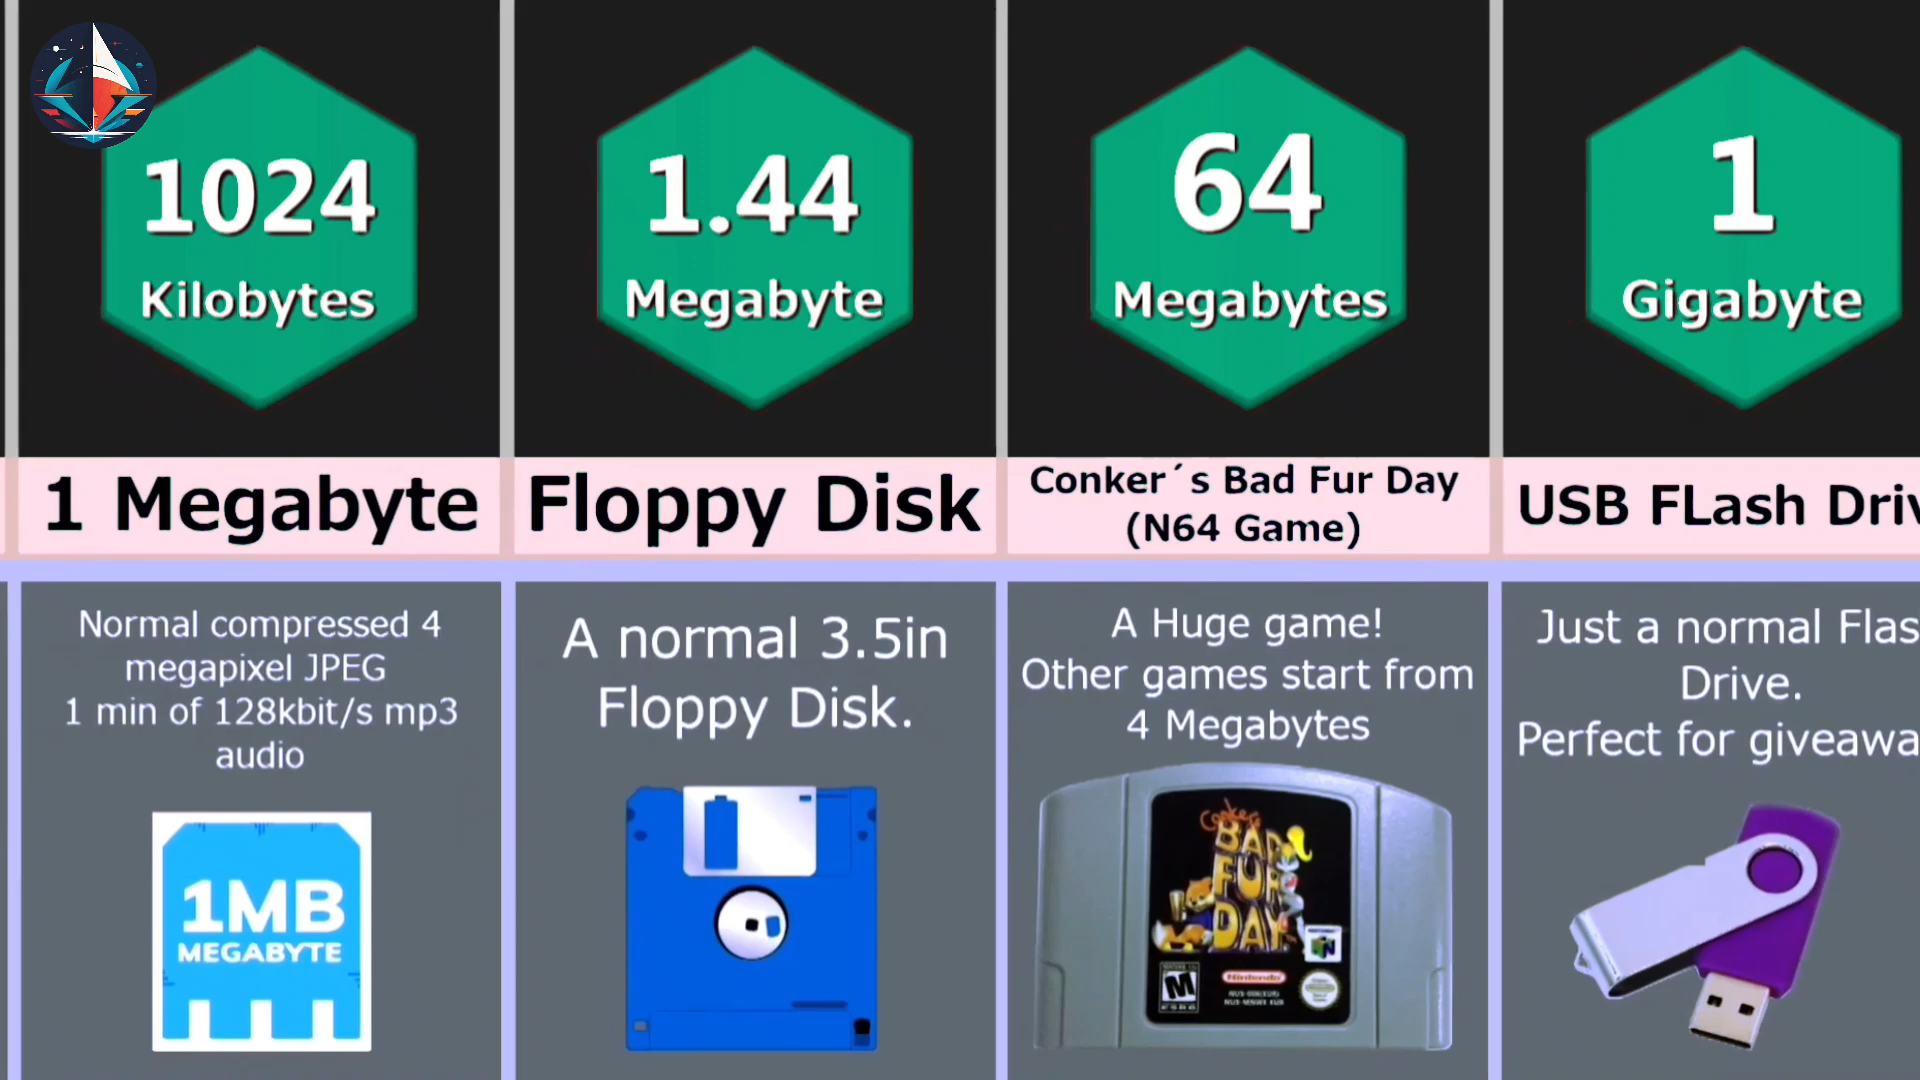 1024
Kilobytes
1 Megabyte
Normal compressed 4
megapixel JPEG
1 min of 128kbit/s mp3
audio
1MB
MEGABYTE
1.44
Megabyte
Floppy Disk
A normal 3.5in
Floppy Disk.
64
Megabytes
Conker´s Bad Fur Day
(N64 Game)
A Huge game!
Other games start from
4 Megabytes
Conker's
BAD
FUR
DAY
M
Nintendo
1
Gigabyte
USB FLash Driv
Just a normal Flas
Drive.
Perfect for giveawa